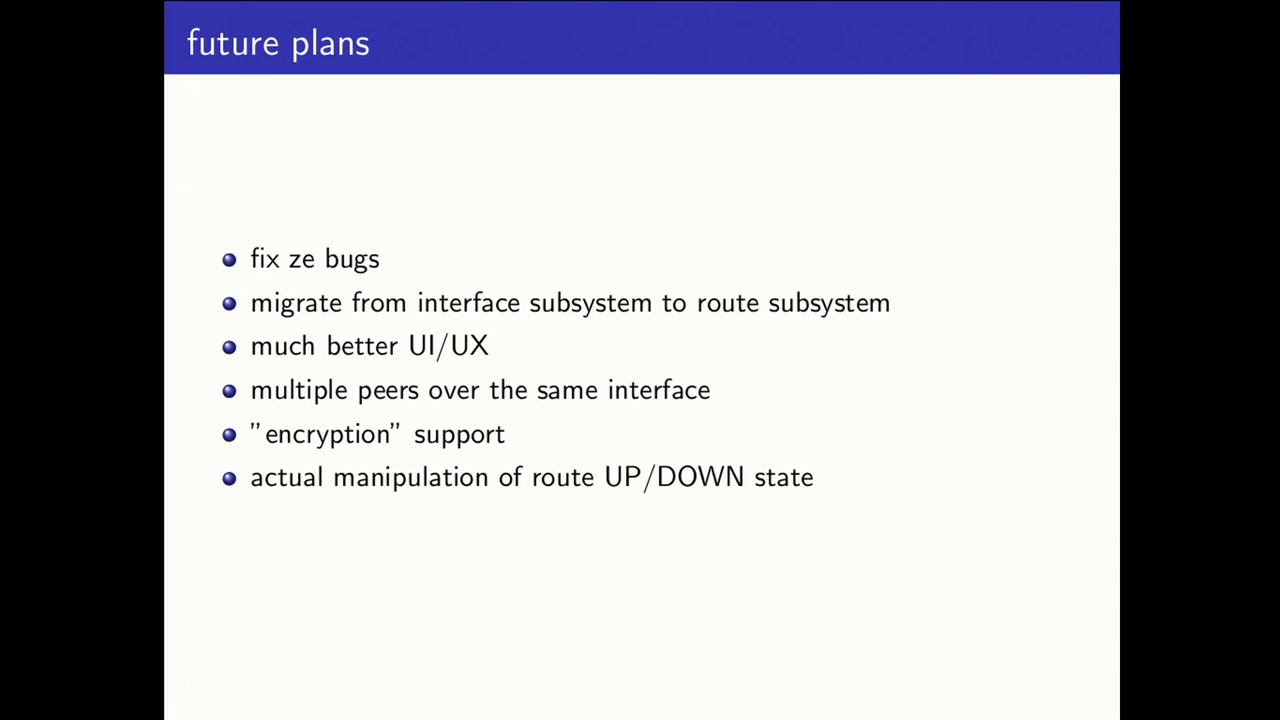 future plans
fix ze bugs
migrate from interface subsystem to route subsystem
much better UI/UX
multiple peers over the same interface
”encryption” support
actual manipulation of route UP/DOWN state